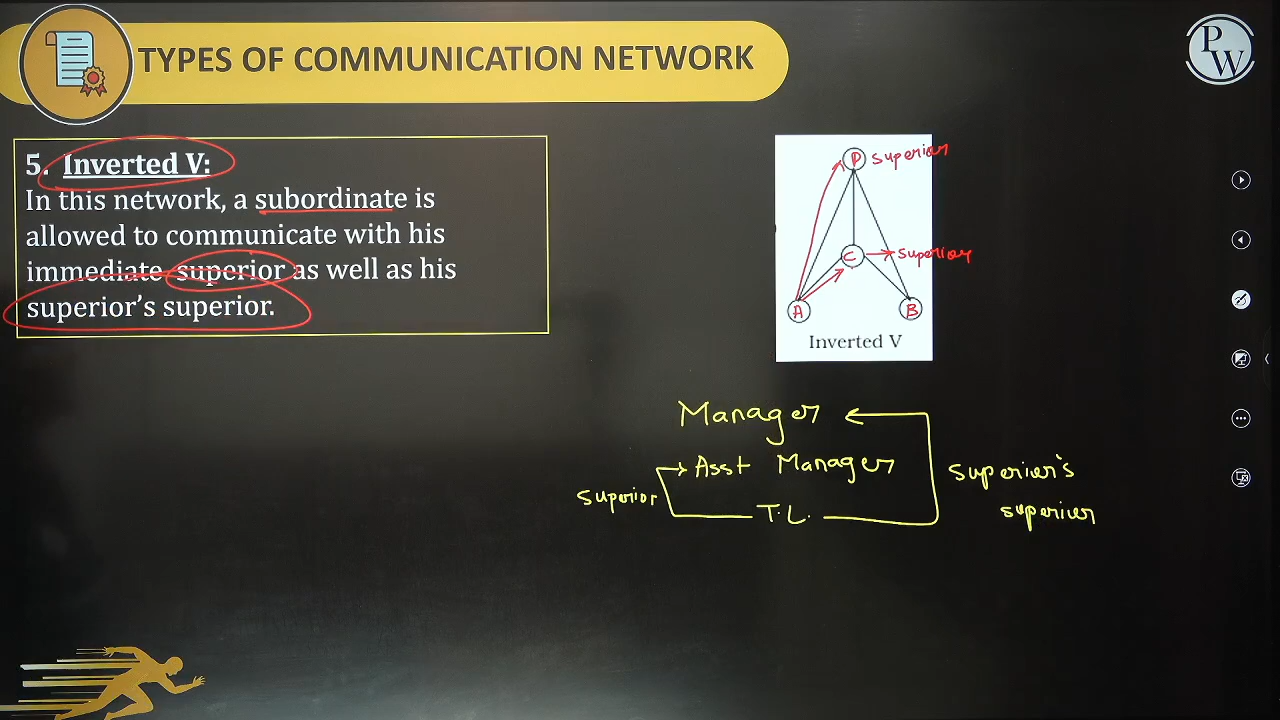 TYPES OF COMMUNICATION NETWORK
P
W
5. Inverted V:
In this network, a subordinate is
allowed to communicate with his
immediate superior as well as his
superior's superior.
D superior
C superior
A B
Inverted V
Manager
Asst Manager
superior
T.L.
superior's
superior